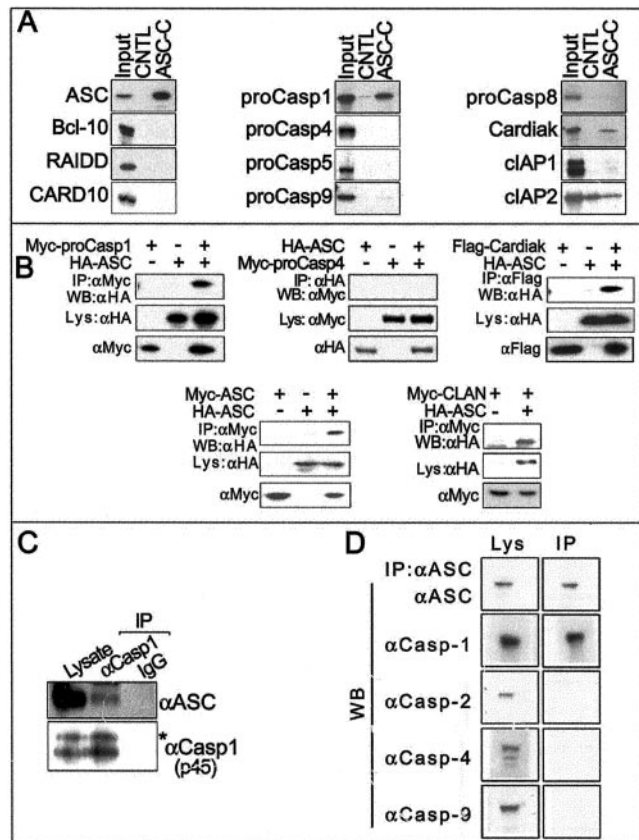 A
Input CNTL ASC-C
ASC
Bcl-10
RAIDD
CARD10
Input CNTL ASC-C
proCasp1
proCasp4
proCasp5
proCasp9
Input CNTL ASC-C
proCasp8
Cardiak
cIAP1
cIAP2
B
Myc-proCasp1 + - +
HA-ASC - + +
IP:αMyc
WB:αHA
Lys:αHA
αMyc
HA-ASC + - +
Myc-proCasp4 - + +
IP:αHA
WB:αMyc
Lys:αMyc
αHA
Flag-Cardiak + - +
HA-ASC - + +
IP:αFlag
WB:αHA
Lys:αHA
αFlag
Myc-ASC + - +
HA-ASC - + +
IP:αMyc
WB:αHA
Lys:αHA
αMyc
Myc-CLAN + +
HA-ASC - +
IP:αMyc
WB:αHA
Lys:αHA
αMyc
C
IP
Lysate αCasp1 IgG
αASC
*
αCasp1
(p45)
D
Lys IP
IP:αASC
αASC
αCasp-1
αCasp-2
αCasp-4
αCasp-9
WB